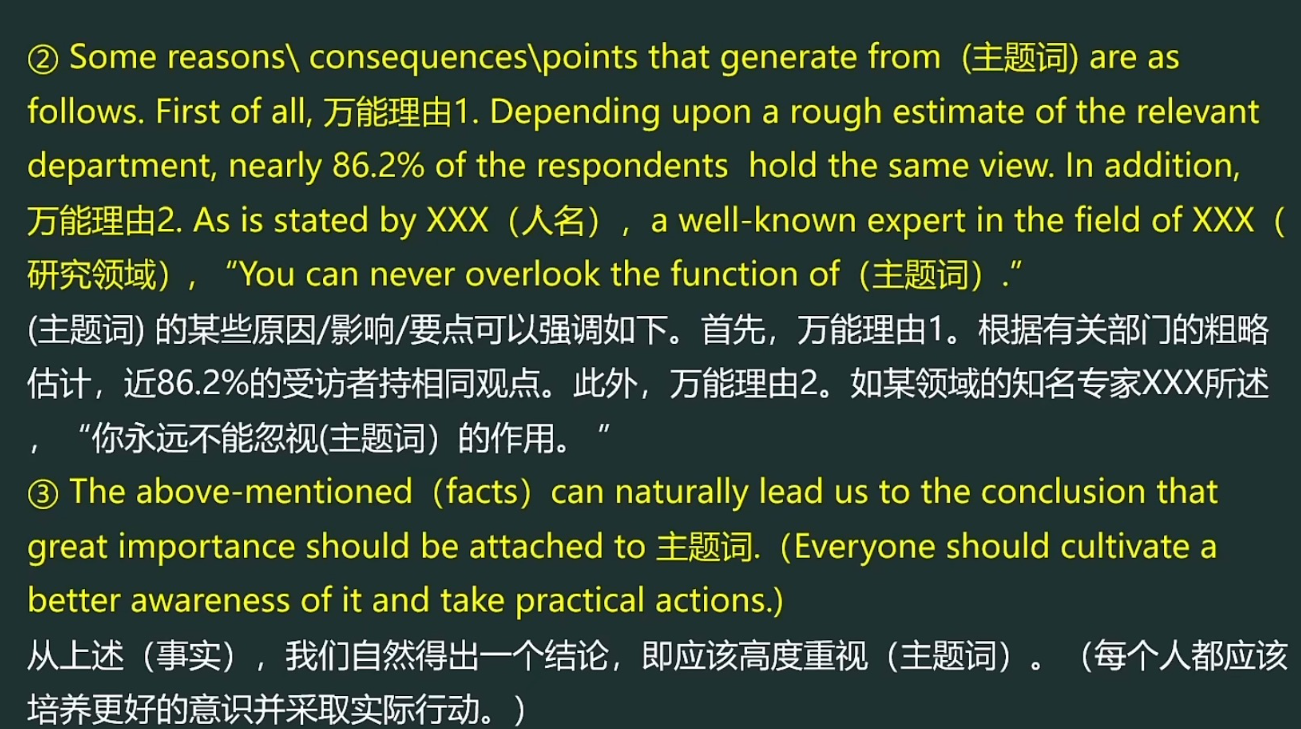 ② Some reasons\ consequences\points that generate from (主题词) are as
follows. First of all, 万能理由1. Depending upon a rough estimate of the relevant
department, nearly 86.2% of the respondents hold the same view. In addition,
万能理由2. As is stated by XXX（人名）, a well-known expert in the field of XXX（
研究领域）, “You can never overlook the function of（主题词）.”
(主题词) 的某些原因/影响/要点可以强调如下。首先，万能理由1。根据有关部门的粗略
估计，近86.2%的受访者持相同观点。此外，万能理由2。如某领域的知名专家XXX所述
，“你永远不能忽视(主题词）的作用。”
③ The above-mentioned（facts）can naturally lead us to the conclusion that
great importance should be attached to 主题词.（Everyone should cultivate a
better awareness of it and take practical actions.)
从上述（事实），我们自然得出一个结论，即应该高度重视（主题词）。（每个人都应该
培养更好的意识并采取实际行动。）